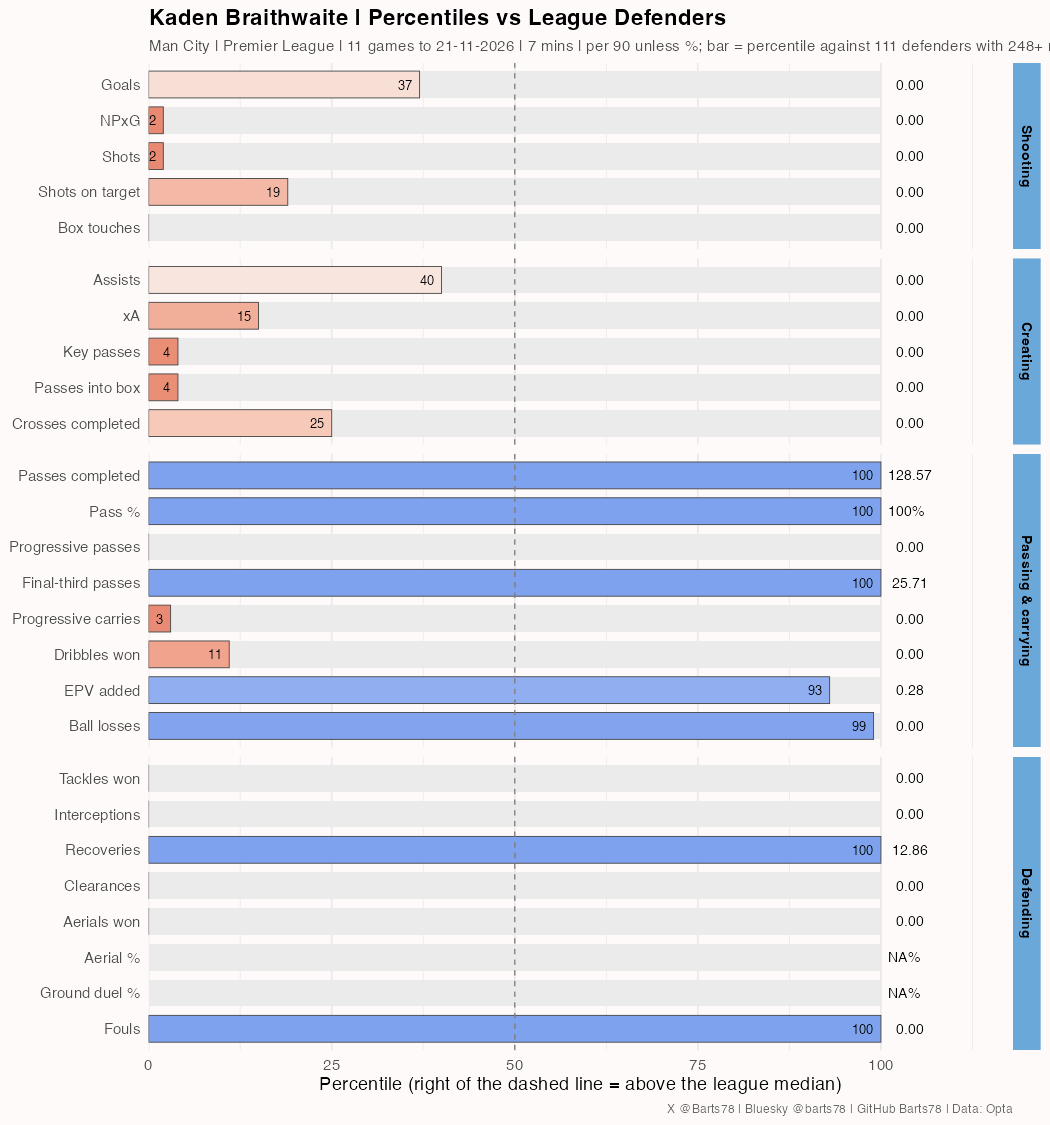 Kaden Braithwaite | Percentiles vs League Defenders
Man City | Premier League | 11 games to 21-11-2026 | 7 mins | per 90 unless %; bar = percentile against 111 defenders with 248+
Goals 37 0.00
NPxG 2 0.00
Shots 2 0.00
Shots on target 19 0.00
Box touches 0.00
Shooting
Assists 40 0.00
xA 15 0.00
Key passes 4 0.00
Passes into box 4 0.00
Crosses completed 25 0.00
Creating
Passes completed 100 128.57
Pass % 100 100%
Progressive passes 0.00
Final-third passes 100 25.71
Progressive carries 3 0.00
Dribbles won 11 0.00
EPV added 93 0.28
Ball losses 99 0.00
Passing & carrying
Tackles won 0.00
Interceptions 0.00
Recoveries 100 12.86
Clearances 0.00
Aerials won 0.00
Aerial % NA%
Ground duel % NA%
Fouls 100 0.00
Defending
0 25 50 75 100
Percentile (right of the dashed line = above the league median)
X @Barts78 | Bluesky @barts78 | GitHub Barts78 | Data: Opta